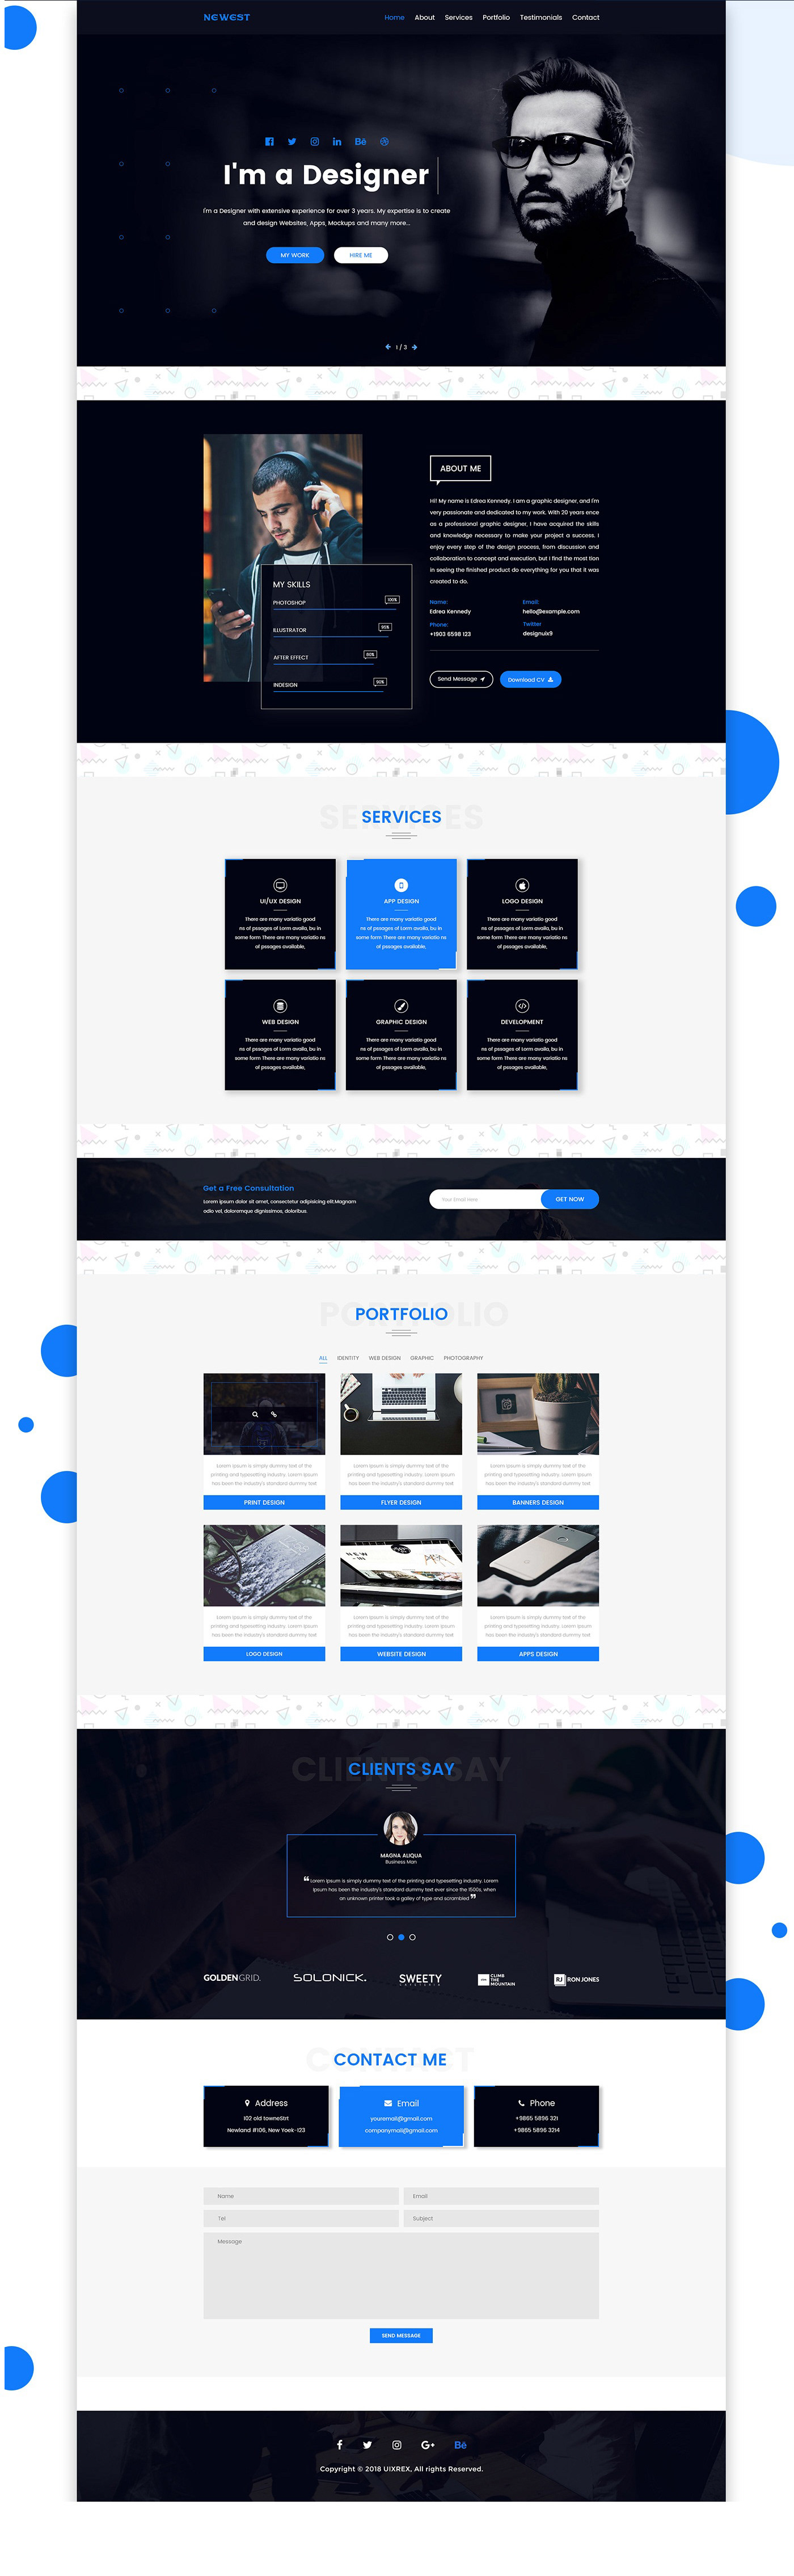 NEWEST
Home About Services Portfolio Testimonials Contact
I'm a Designer
I'm a Designer with extensive experience for over 3 years. My expertise is to create
and design Websites, Apps, Mockups and many more...
MY WORK HIRE ME
1 / 3
ABOUT ME
Hi! My name is Edrea Kennedy. I am a graphic designer, and I'm
very passionate and dedicated to my work. With 20 years ence
as a professional graphic designer, I have acquired the skills
and knowledge necessary to make your project a success. I
enjoy every step of the design process, from discussion and
collaboration to concept and execution, but I find the most tion
in seeing the finished product do everything for you that it was
created to do.
MY SKILLS
PHOTOSHOP 100%
ILLUSTRATOR 95%
AFTER EFFECT 80%
INDESIGN 90%
Name: Email:
Edrea Kennedy hello@example.com
Phone: Twitter
+1903 6598 123 designuix9
Send Message Download CV
SERVICES
SERVICES
UI/UX DESIGN
There are many variatio good
ns of pssages of Lorm availa, bu in
some form There are many variatio ns
of pssages available,
APP DESIGN
There are many variatio good
ns of pssages of Lorm availa, bu in
some form There are many variatio ns
of pssages available,
LOGO DESIGN
There are many variatio good
ns of pssages of Lorm availa, bu in
some form There are many variatio ns
of pssages available,
WEB DESIGN
There are many variatio good
ns of pssages of Lorm availa, bu in
some form There are many variatio ns
of pssages available,
GRAPHIC DESIGN
There are many variatio good
ns of pssages of Lorm availa, bu in
some form There are many variatio ns
of pssages available,
DEVELOPMENT
There are many variatio good
ns of pssages of Lorm availa, bu in
some form There are many variatio ns
of pssages available,
Get a Free Consultation
Lorem ipsum dolor sit amet, consectetur adipisicing elit.Magnam
odio vel, doloremque dignissimos, doloribus
Your Email Here GET NOW
PORTFOLIO
PORTFOLIO
ALL IDENTITY WEB DESIGN GRAPHIC PHOTOGRAPHY
Lorem Ipsum is simply dummy text of the
printing and typesetting industry. Lorem Ipsum
has been the industry's standard dummy text
PRINT DESIGN
Lorem Ipsum is simply dummy text of the
printing and typesetting industry. Lorem Ipsum
has been the industry's standard dummy text
FLYER DESIGN
Lorem Ipsum is simply dummy text of the
printing and typesetting industry. Lorem Ipsum
has been the industry's standard dummy text
BANNERS DESIGN
NEW
Lorem Ipsum is simply dummy text of the
printing and typesetting industry. Lorem Ipsum
has been the industry's standard dummy text
LOGO DESIGN
Lorem Ipsum is simply dummy text of the
printing and typesetting industry. Lorem Ipsum
has been the industry's standard dummy text
WEBSITE DESIGN
Lorem Ipsum is simply dummy text of the
printing and typesetting industry. Lorem Ipsum
has been the industry's standard dummy text
APPS DESIGN
CLIENTS SAY
CLIENTS SAY
MAGNA ALIQUA
Business Man
“ Lorem Ipsum is simply dummy text of the printing and typesetting industry. Lorem
Ipsum has been the industry's standard dummy text ever since the 1500s, when
an unknown printer took a galley of type and scrambled ”
GOLDENGRID.
SOLONICK.
SWEETY
CLIMB
THE
MOUNTAIN
RJ RON JONES
CONTACT
CONTACT ME
Address
102 old towneStrt
Newland #106, New Yoek-123
Email
youremail@gmail.com
companymail@gmail.com
Phone
+9865 5896 321
+9865 5896 3214
Name Email
Tel Subject
Message
SEND MESSAGE
Copyright © 2018 UIXREX, All rights Reserved.